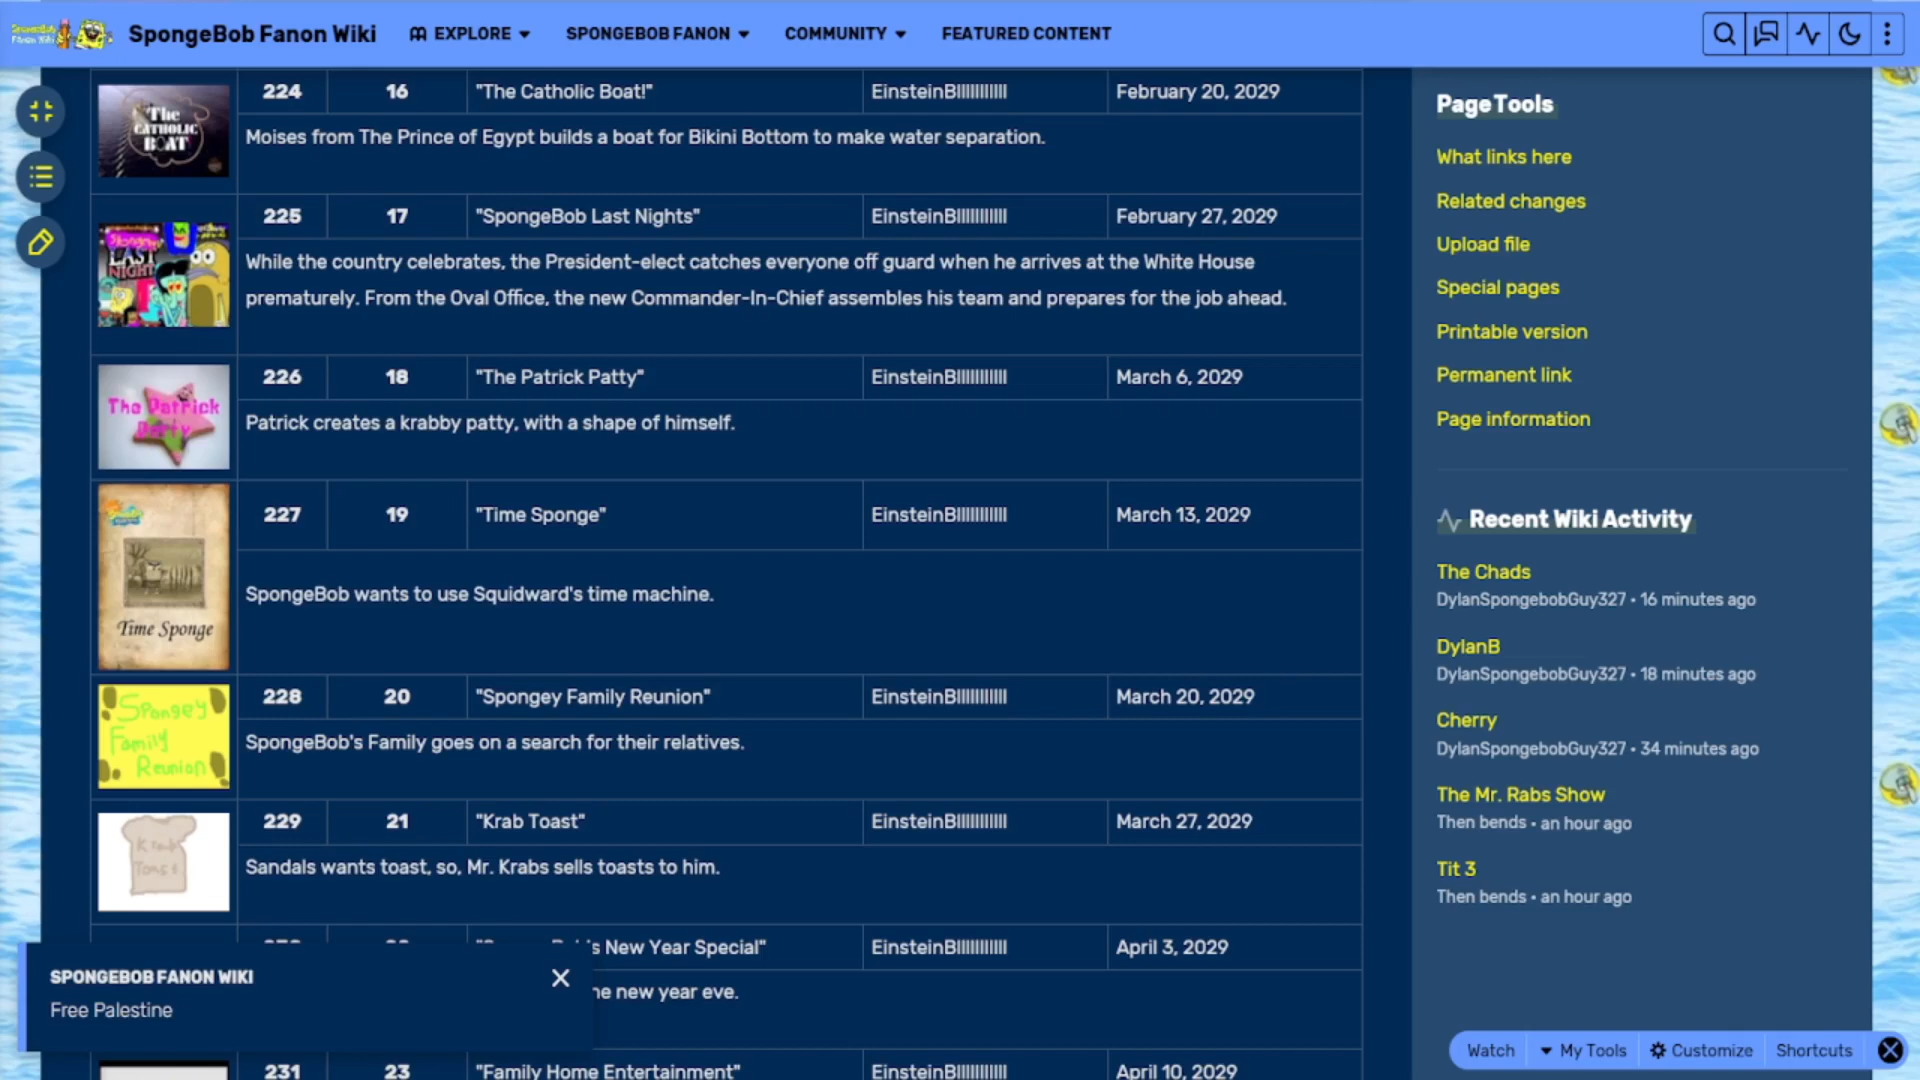 SpongeBob Fanon Wiki
EXPLORE
SPONGEBOB FANON
COMMUNITY
FEATURED CONTENT
The CATHOLIC BOAT
224 16 "The Catholic Boat!" EinsteinBIIIIIIIIII February 20, 2029
Moises from The Prince of Egypt builds a boat for Bikini Bottom to make water separation.
LAST NIGHT
225 17 "SpongeBob Last Nights" EinsteinBIIIIIIIIII February 27, 2029
While the country celebrates, the President-elect catches everyone off guard when he arrives at the White House
prematurely. From the Oval Office, the new Commander-In-Chief assembles his team and prepares for the job ahead.
The Patrick
Patty
226 18 "The Patrick Patty" EinsteinBIIIIIIIIII March 6, 2029
Patrick creates a krabby patty, with a shape of himself.
227 19 "Time Sponge" EinsteinBIIIIIIIIII March 13, 2029
SpongeBob wants to use Squidward's time machine.
Time Sponge
228 20 "Spongey Family Reunion" EinsteinBIIIIIIIIII March 20, 2029
SpongeBob's Family goes on a search for their relatives.
Spongey
Family
Reunion
229 21 "Krab Toast" EinsteinBIIIIIIIIII March 27, 2029
Sandals wants toast, so, Mr. Krabs sells toasts to him.
Krab
Toast
's New Year Special" EinsteinBIIIIIIIIII April 3, 2029
new year eve.
231 23 "Family Home Entertainment" EinsteinBIIIIIIIIII April 10, 2029
SPONGEBOB FANON WIKI
Free Palestine
Page Tools
What links here
Related changes
Upload file
Special pages
Printable version
Permanent link
Page information
Recent Wiki Activity
The Chads
DylanSpongebobGuy327 • 16 minutes ago
DylanB
DylanSpongebobGuy327 • 18 minutes ago
Cherry
DylanSpongebobGuy327 • 34 minutes ago
The Mr. Rabs Show
Then bends • an hour ago
Tit 3
Then bends • an hour ago
Watch
My Tools
Customize
Shortcuts